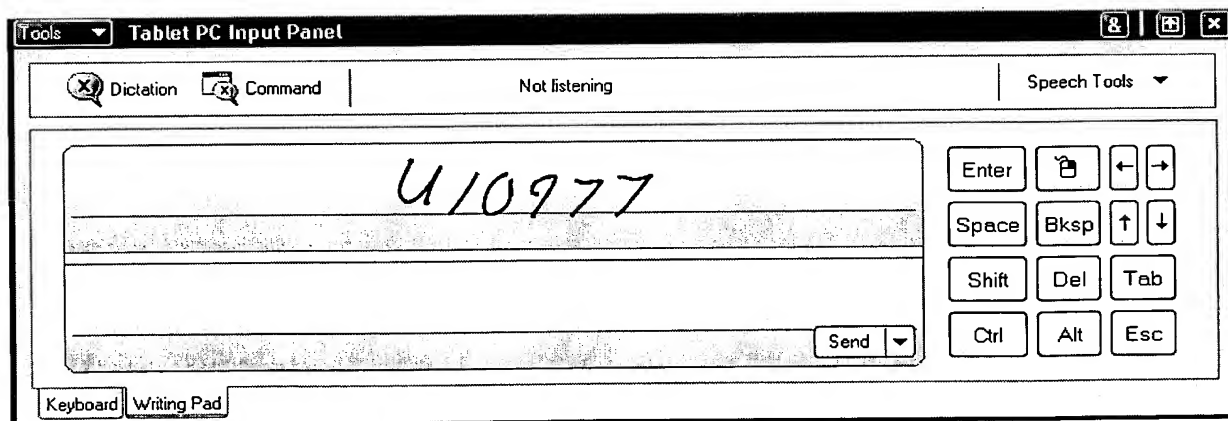 Tools Tablet PC Input Panel &
Dictation Command Not listening Speech Tools
U10977
Enter
Space Bksp
Shift Del Tab
Send
Ctrl Alt Esc
Keyboard Writing Pad